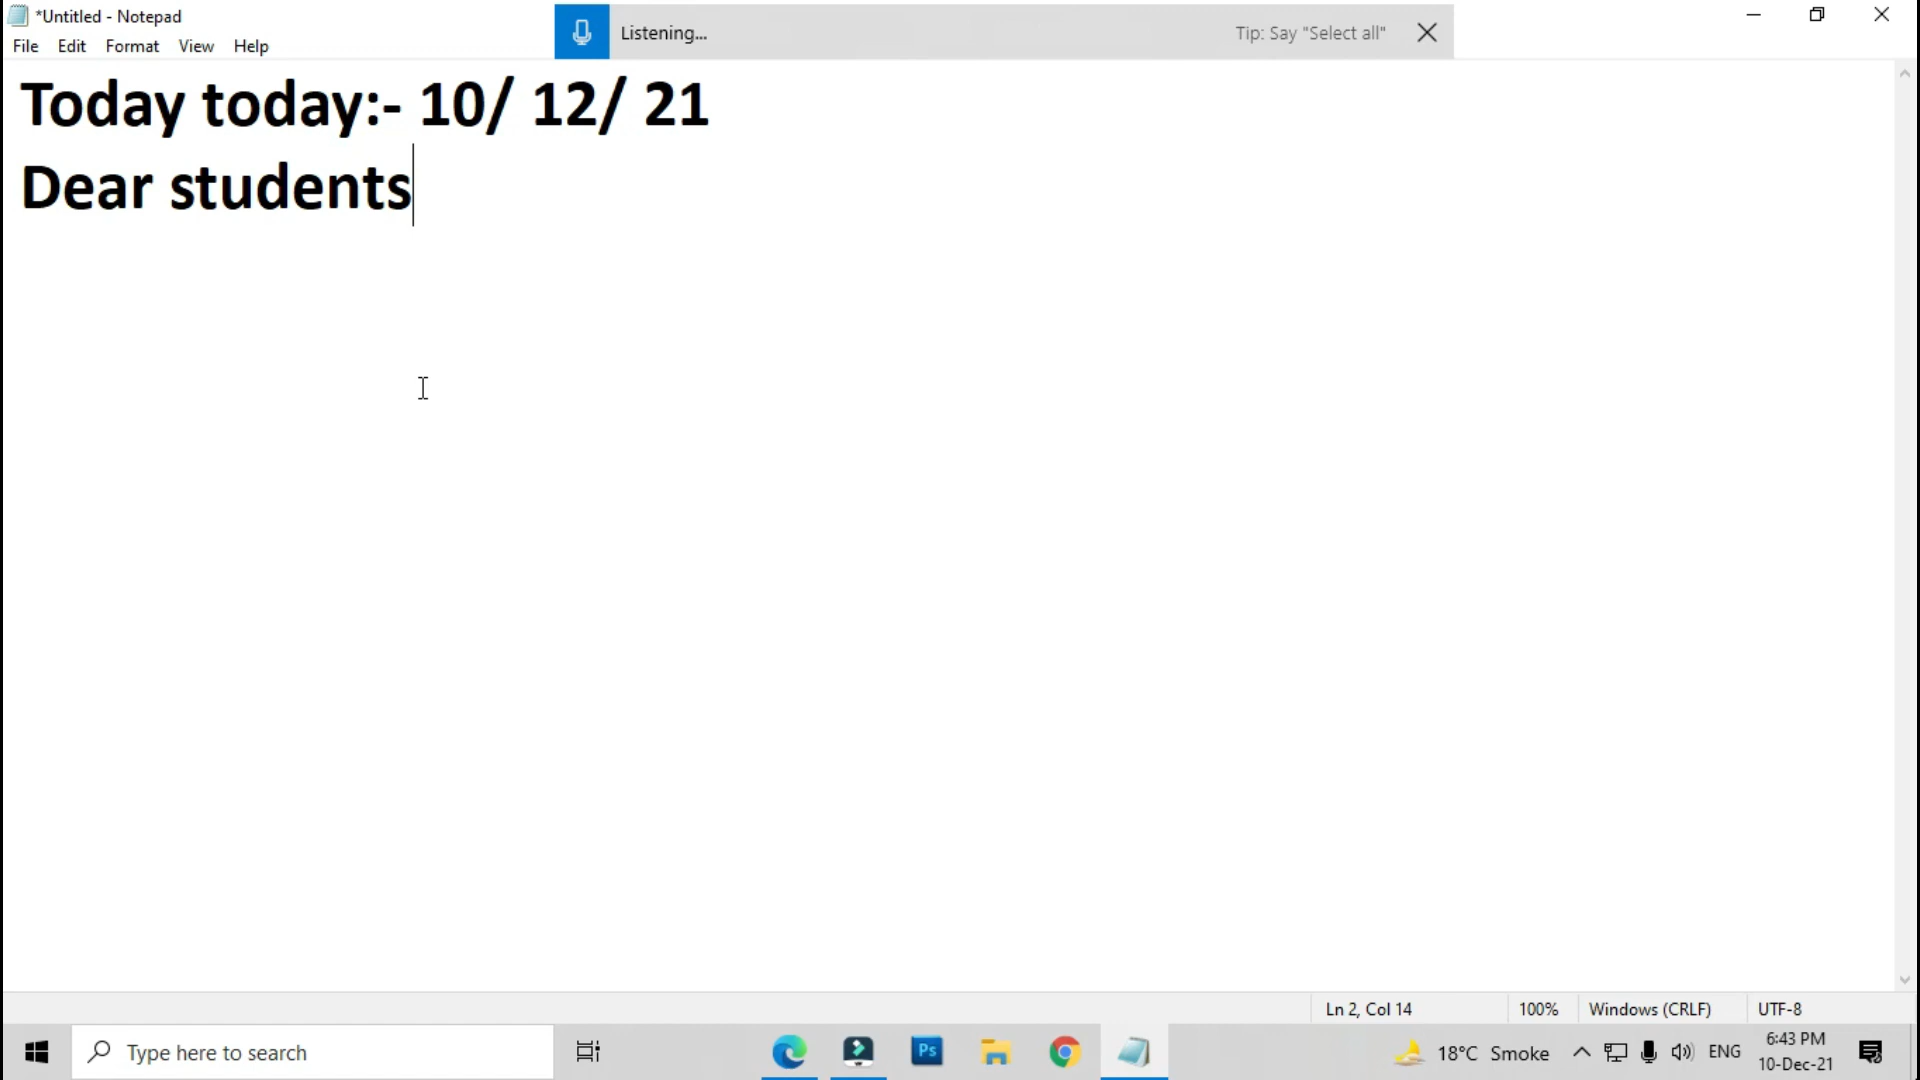 *Untitled - Notepad
Listening... Tip: Say "Select all"
File Edit Format View Help
Today today:- 10/ 12/ 21
Dear students
Ln 2, Col 14 100% Windows (CRLF) UTF-8
Type here to search Ps 18°C Smoke ENG 6:43 PM
10-Dec-21